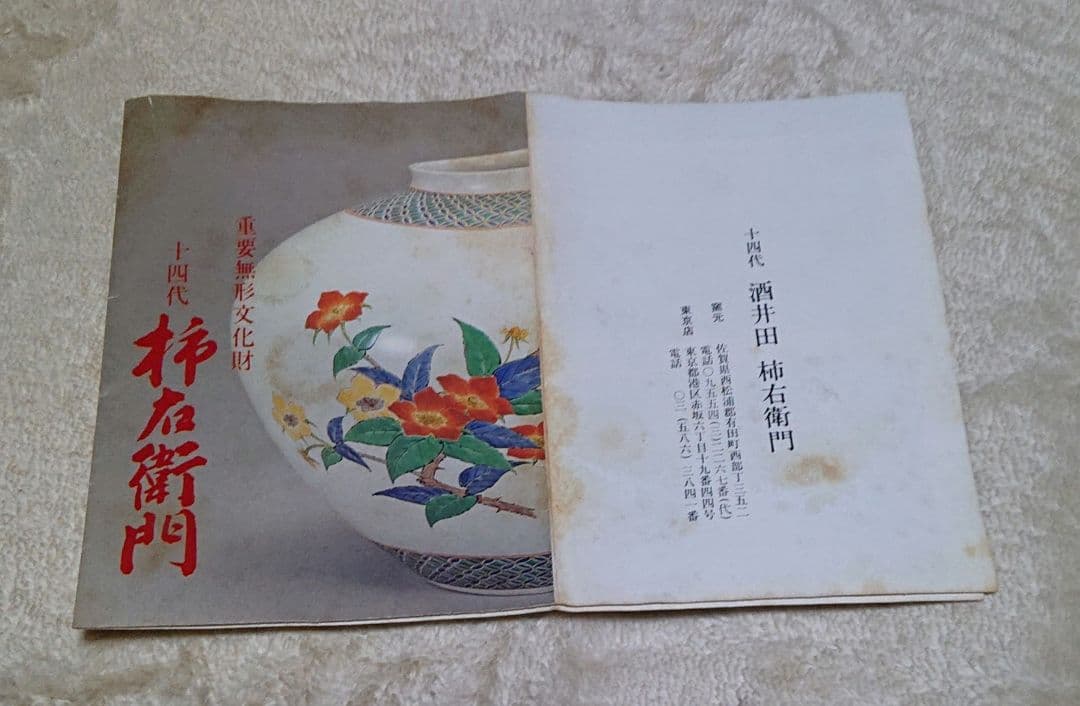 重要無形文化財
十四代
柿右衛門
十四代 酒井田 柿右衛門
窯元 佐賀県西松浦郡有田町西部丁三五二
電話〇九五五四(三)二二六七番(代)
東京店 東京都港区赤坂六丁目十九番四四号
電話 〇三(五八六)三八四一番